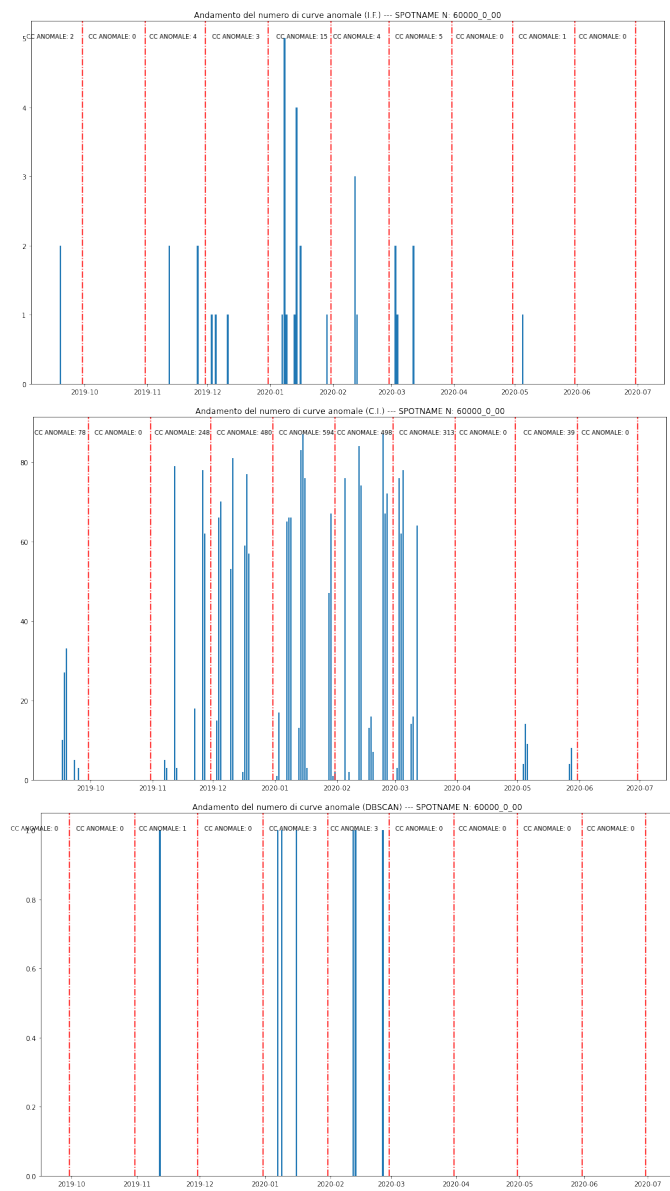 Andamento del numero di curve anomale (I.F.) --- SPOTNAME N: 60000_0_00
CC ANOMALE: 2 CC ANOMALE: 0 CC ANOMALE: 4 CC ANOMALE: 3 CC ANOMALE: 15 CC ANOMALE: 4 CC ANOMALE: 5 CC ANOMALE: 0 CC ANOMALE: 1 CC ANOMALE: 0
5
4
3
2
1
0
2019-10 2019-11 2019-12 2020-01 2020-02 2020-03 2020-04 2020-05 2020-06 2020-07
Andamento del numero di curve anomale (C.I.) --- SPOTNAME N: 60000_0_00
CC ANOMALE: 78 CC ANOMALE: 0 CC ANOMALE: 248 CC ANOMALE: 480 CC ANOMALE: 594 CC ANOMALE: 498 CC ANOMALE: 313 CC ANOMALE: 0 CC ANOMALE: 39 CC ANOMALE: 0
80
60
40
20
0
2019-10 2019-11 2019-12 2020-01 2020-02 2020-03 2020-04 2020-05 2020-06 2020-07
Andamento del numero di curve anomale (DBSCAN) --- SPOTNAME N: 60000_0_00
CC ANOMALE: 0 CC ANOMALE: 0 CC ANOMALE: 1 CC ANOMALE: 0 CC ANOMALE: 3 CC ANOMALE: 3 CC ANOMALE: 0 CC ANOMALE: 0 CC ANOMALE: 0 CC ANOMALE: 0
1.0
0.8
0.6
0.4
0.2
0.0
2019-10 2019-11 2019-12 2020-01 2020-02 2020-03 2020-04 2020-05 2020-06 2020-07